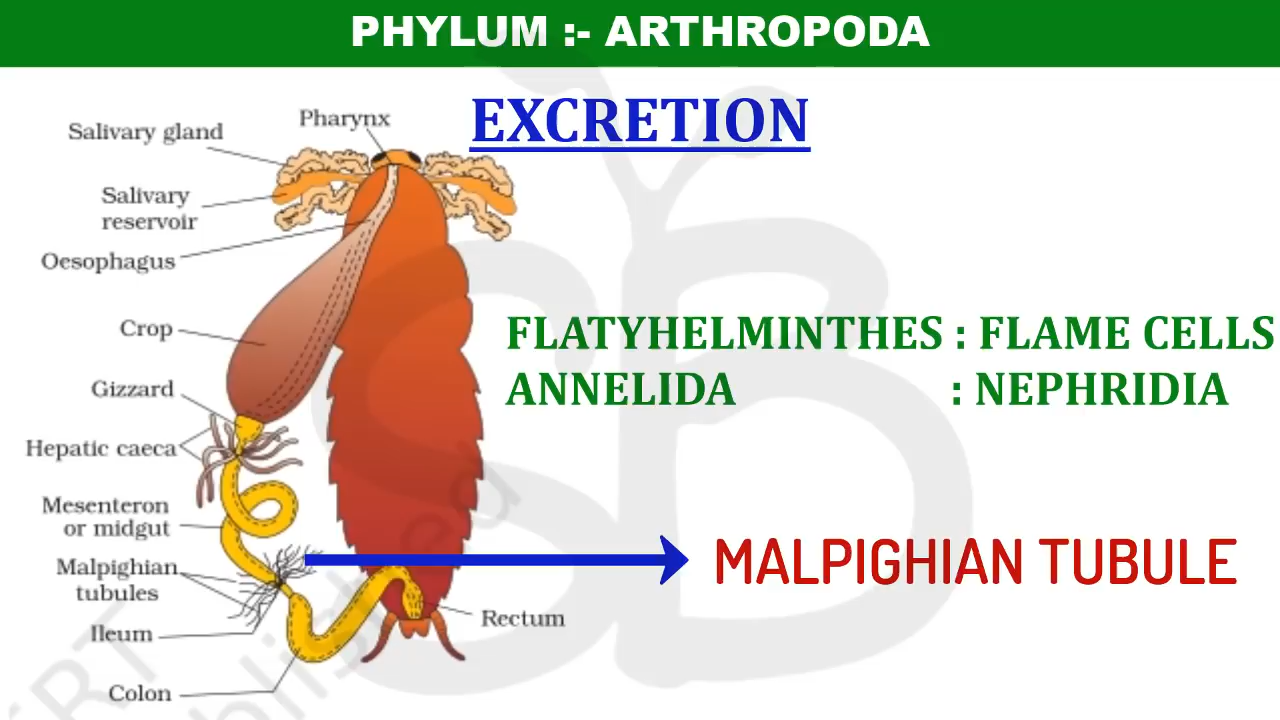 PHYLUM :- ARTHROPODA
EXCRETION
Pharynx
Salivary gland
Salivary
reservoir
Oesophagus
Crop
Gizzard
Hepatic caeca
Mesenteron
or midgut
Malpighian
tubules
Ileum
Colon
Rectum
FLATYHELMINTHES : FLAME CELLS
ANNELIDA : NEPHRIDIA
MALPIGHIAN TUBULE
SB